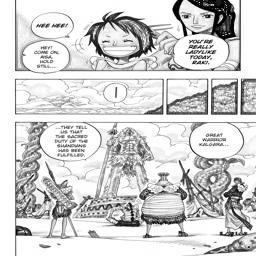 HEE HEE!
HEY!
COME ON,
AISA,
HOLD
STILL...
YOU'RE
REALLY
LADYLIKE
TODAY,
RAKI.
...THEY TELL
US THAT
THE SACRED
DUTY OF
THE
SHANDIANS
HAS BEEN
FULFILLED.
GREAT
WARRIOR
KALGARA...